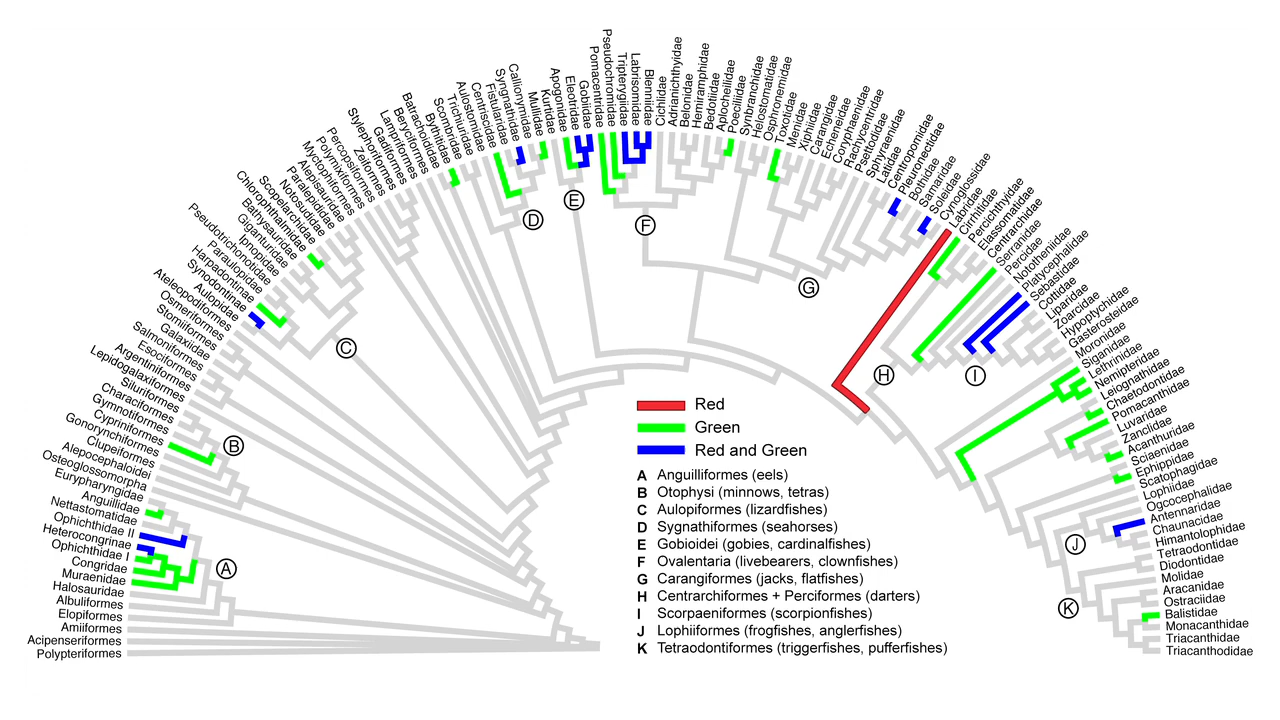 Polypteriformes
Acipenseriformes
Amiiformes
Elopiformes
Albuliformes
Halosauridae
Muraenidae
Congridae
Ophichthidae I
Heterocongrinae
Ophichthidae II
Nettastomatidae
Anguillidae
Eurypharyngidae
Osteoglossomorpha
Alepocephaloidei
Clupeiformes
Gonorynchiformes
Cypriniformes
Gymnotiformes
Characiformes
Siluriformes
Lepidogalaxiformes
Argentiniformes
Esociformes
Salmoniformes
Galaxiidae
Stomiiformes
Osmeriformes
Ateleopodiformes
Aulopidae
Synodontinae
Harpadontinae
Paraulopidae
Pseudotrichonotidae
Ipnopidae
Giganturidae
Bathysauridae
Chlorophthalmidae
Scopelarchidae
Notosudidae
Paralepididae
Alepisauridae
Myctophiformes
Polymixiiformes
Percopsiformes
Zeiformes
Stylephoriformes
Gadiformes
Lampriformes
Beryciformes
Batrachoididae
Bythitidae
Scombridae
Trichiuridae
Aulostomidae
Centriscidae
Fistulariidae
Syngnathidae
Callionymidae
Mullidae
Kurtidae
Apogonidae
Eleotridae
Gobiidae
Pomacentridae
Pseudochromidae
Tripterygiidae
Labrisomidae
Blenniidae
Cichlidae
Adrianichthyidae
Belonidae
Hemiramphidae
Bedotiidae
Aplocheilidae
Poeciliidae
Synbranchidae
Helostomatidae
Osphronemidae
Toxotidae
Menidae
Xiphiidae
Carangidae
Echeneidae
Coryphaenidae
Rachycentridae
Psettodidae
Sphyraenidae
Latidae
Centropomidae
Pleuronectidae
Bothidae
Samaridae
Soleidae
Cynoglossidae
Labridae
Cirrhitidae
Percichthyidae
Elassomatidae
Centrarchidae
Serranidae
Percidae
Nototheniidae
Platycephalidae
Sebastidae
Cottidae
Liparidae
Zoarcidae
Hypoptychidae
Gasterosteidae
Moronidae
Siganidae
Lethrinidae
Nemipteridae
Leiognathidae
Chaetodontidae
Pomacanthidae
Luvaridae
Zanclidae
Acanthuridae
Sciaenidae
Ephippidae
Scatophagidae
Lophiidae
Ogcocephalidae
Antennaridae
Chaunacidae
Himantolophidae
Tetraodontidae
Diodontidae
Molidae
Aracanidae
Ostraciidae
Balistidae
Monacanthidae
Triacanthidae
Triacanthodidae
A
B
C
D
E
F
G
H
I
J
K
Red
Green
Red and Green
A Anguilliformes (eels)
B Otophysi (minnows, tetras)
C Aulopiformes (lizardfishes)
D Sygnathiformes (seahorses)
E Gobioidei (gobies, cardinalfishes)
F Ovalentaria (livebearers, clownfishes)
G Carangiformes (jacks, flatfishes)
H Centrarchiformes + Perciformes (darters)
I Scorpaeniformes (scorpionfishes)
J Lophiiformes (frogfishes, anglerfishes)
K Tetraodontiformes (triggerfishes, pufferfishes)